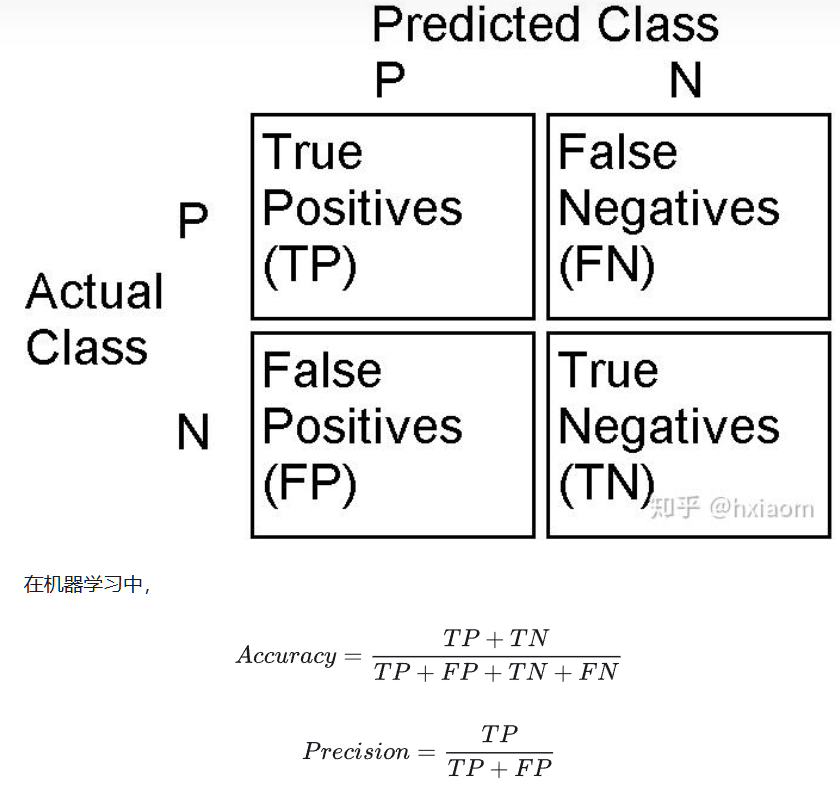 Predicted Class
P N
True False
Positives Negatives
P
(TP) (FN)
Actual
Class
False True
Positives Negatives
N
(FP) (TN)
知乎 @hxiaom
在机器学习中，
Accuracy = \frac{TP + TN}{TP + FP + TN + FN}
Precision = \frac{TP}{TP + FP}